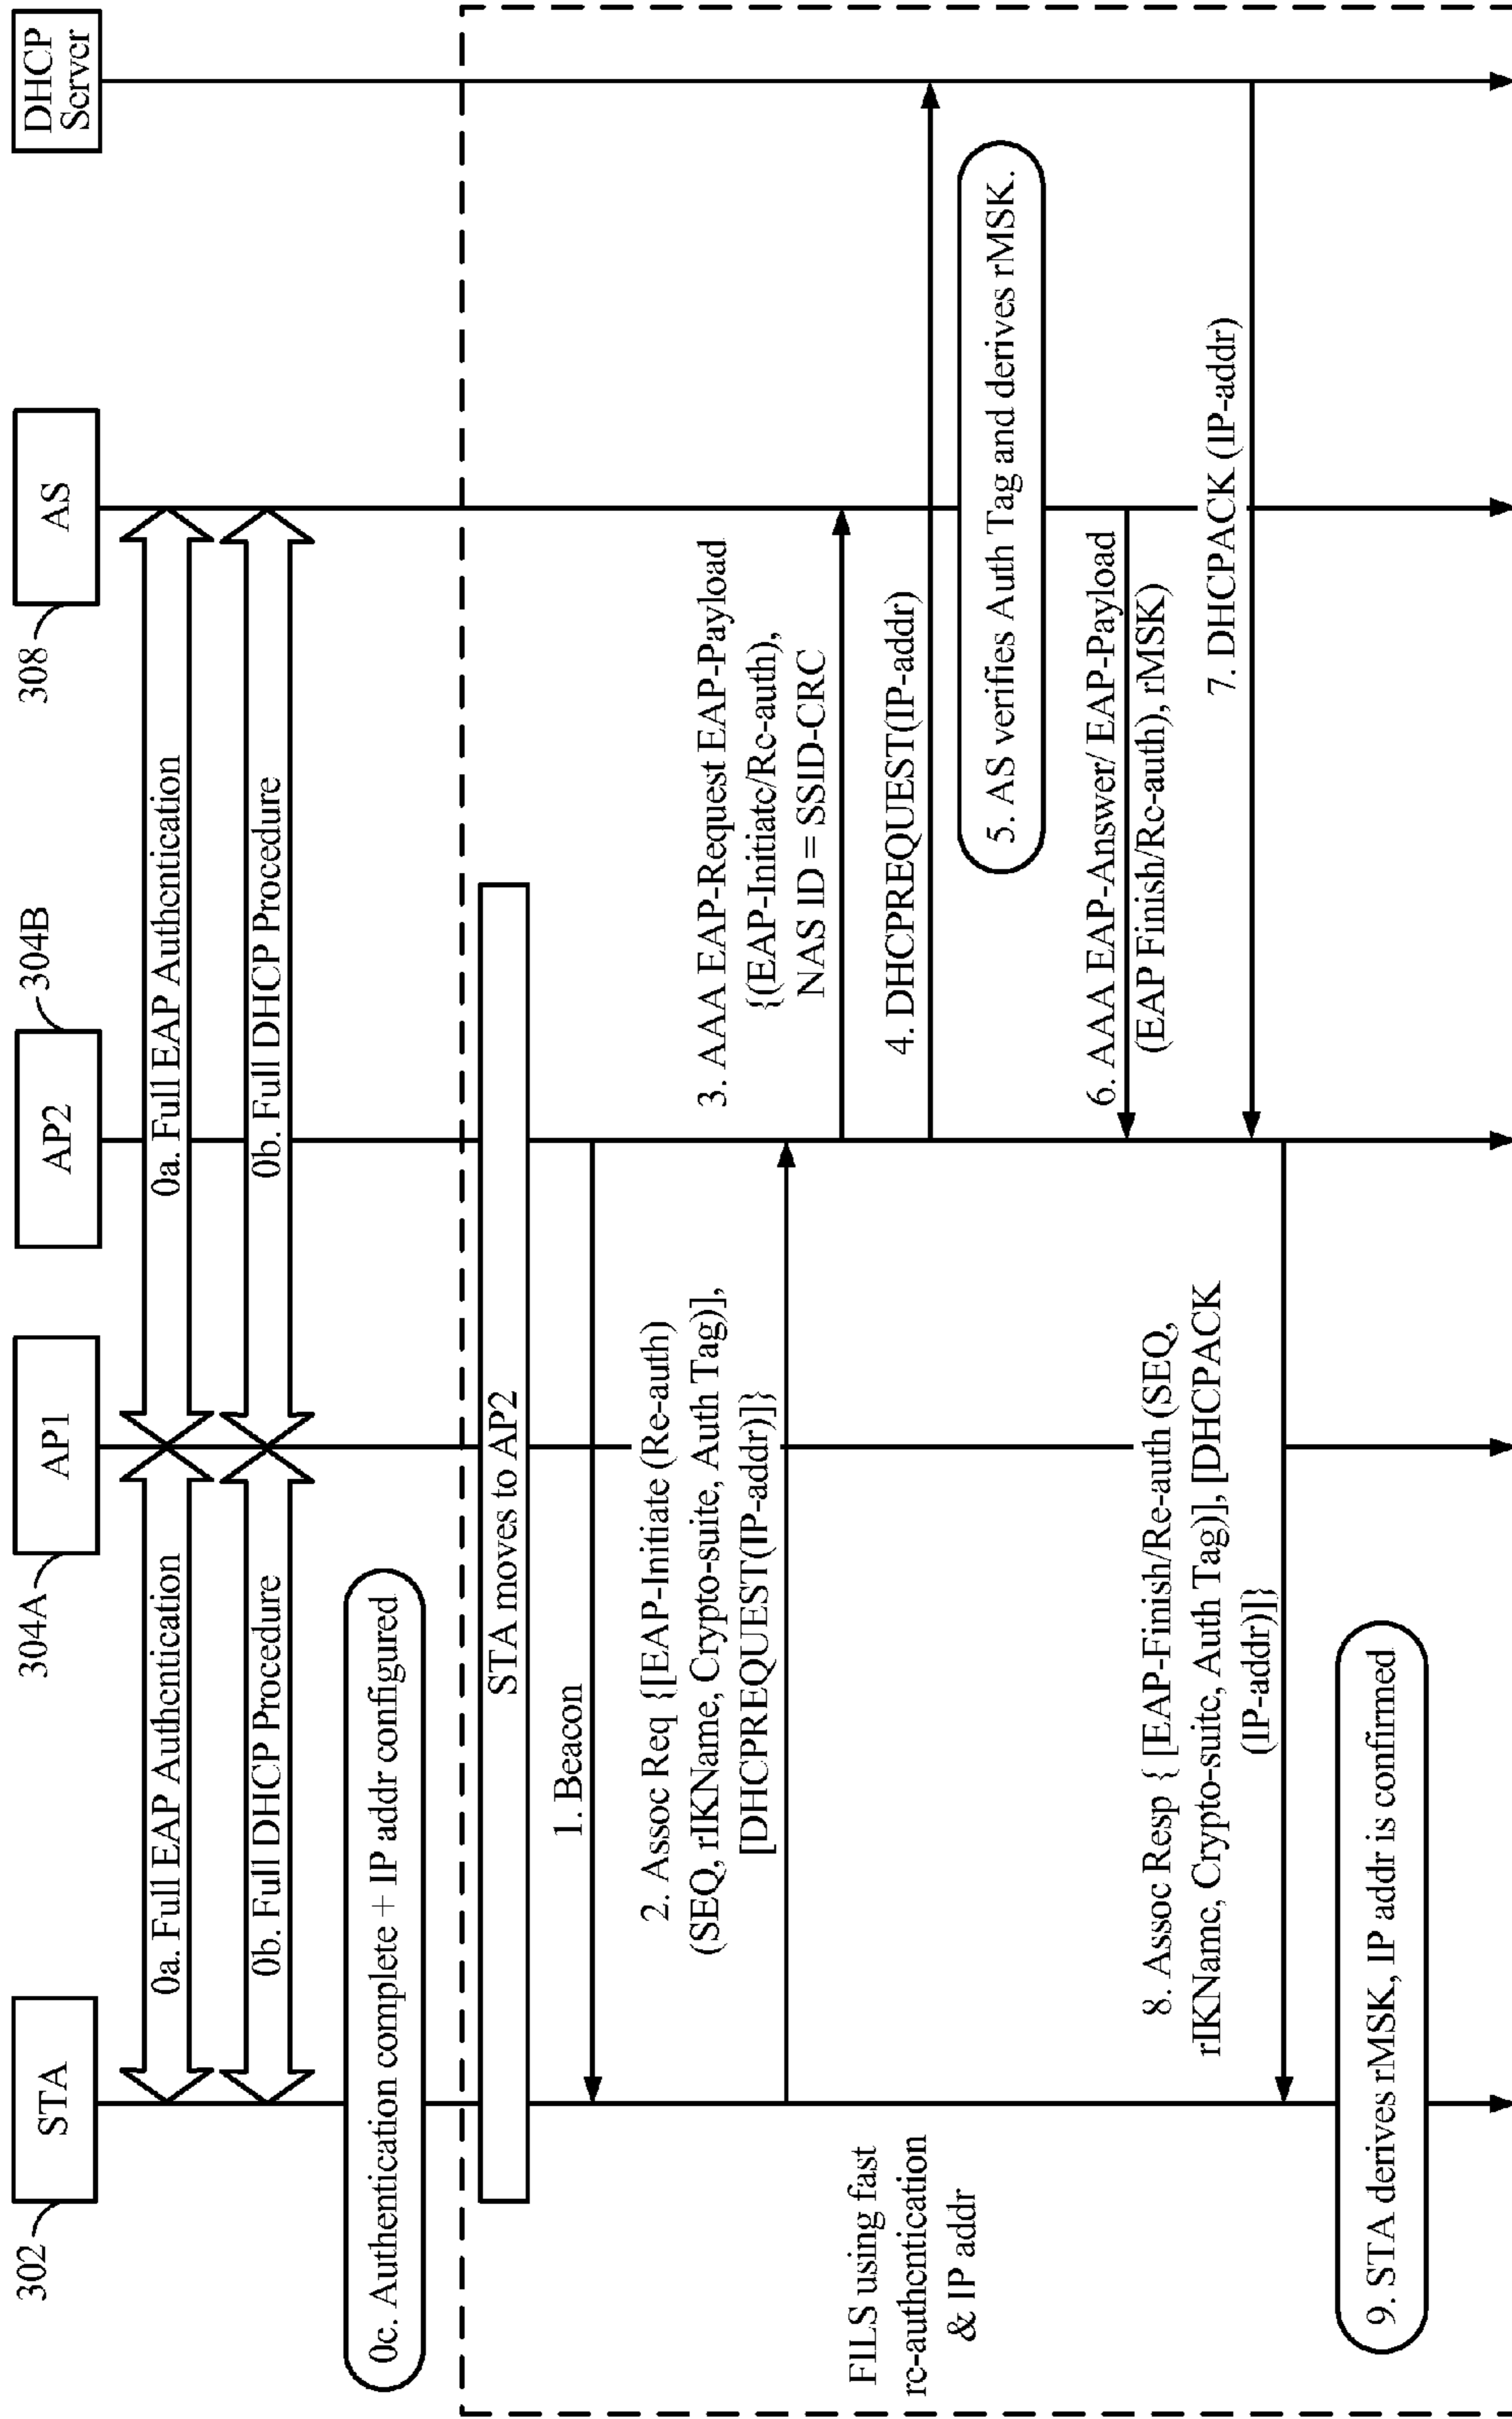 302
STA
304A
AP1
AP2
304B
308
AS
DHCP
Server
0a. Full EAP Authentication
0a. Full EAP Authentication
0b. Full DHCP Procedure
0b. Full DHCP Procedure
0c. Authentication complete + IP addr configured
STA moves to AP2
1. Beacon
2. Assoc Req {[EAP-Initiate (Re-auth)
(SEQ, rIKName, Crypto-suite, Auth Tag)],
[DHCPREQUEST(IP-addr)]}
3. AAA EAP-Request EAP-Payload
{(EAP-Initiate/Re-auth),
NAS ID = SSID-CRC
FILS using fast
re-authentication
& IP addr
4. DHCPREQUEST(IP-addr)
5. AS verifies Auth Tag and derives rMSK.
6. AAA EAP-Answer/ EAP-Payload
(EAP Finish/Re-auth), rMSK)
7. DHCPACK (IP-addr)
8. Assoc Resp { [EAP-Finish/Re-auth (SEQ,
rIKName, Crypto-suite, Auth Tag)], [DHCPACK
(IP-addr)]}
9. STA derives rMSK, IP addr is confirmed